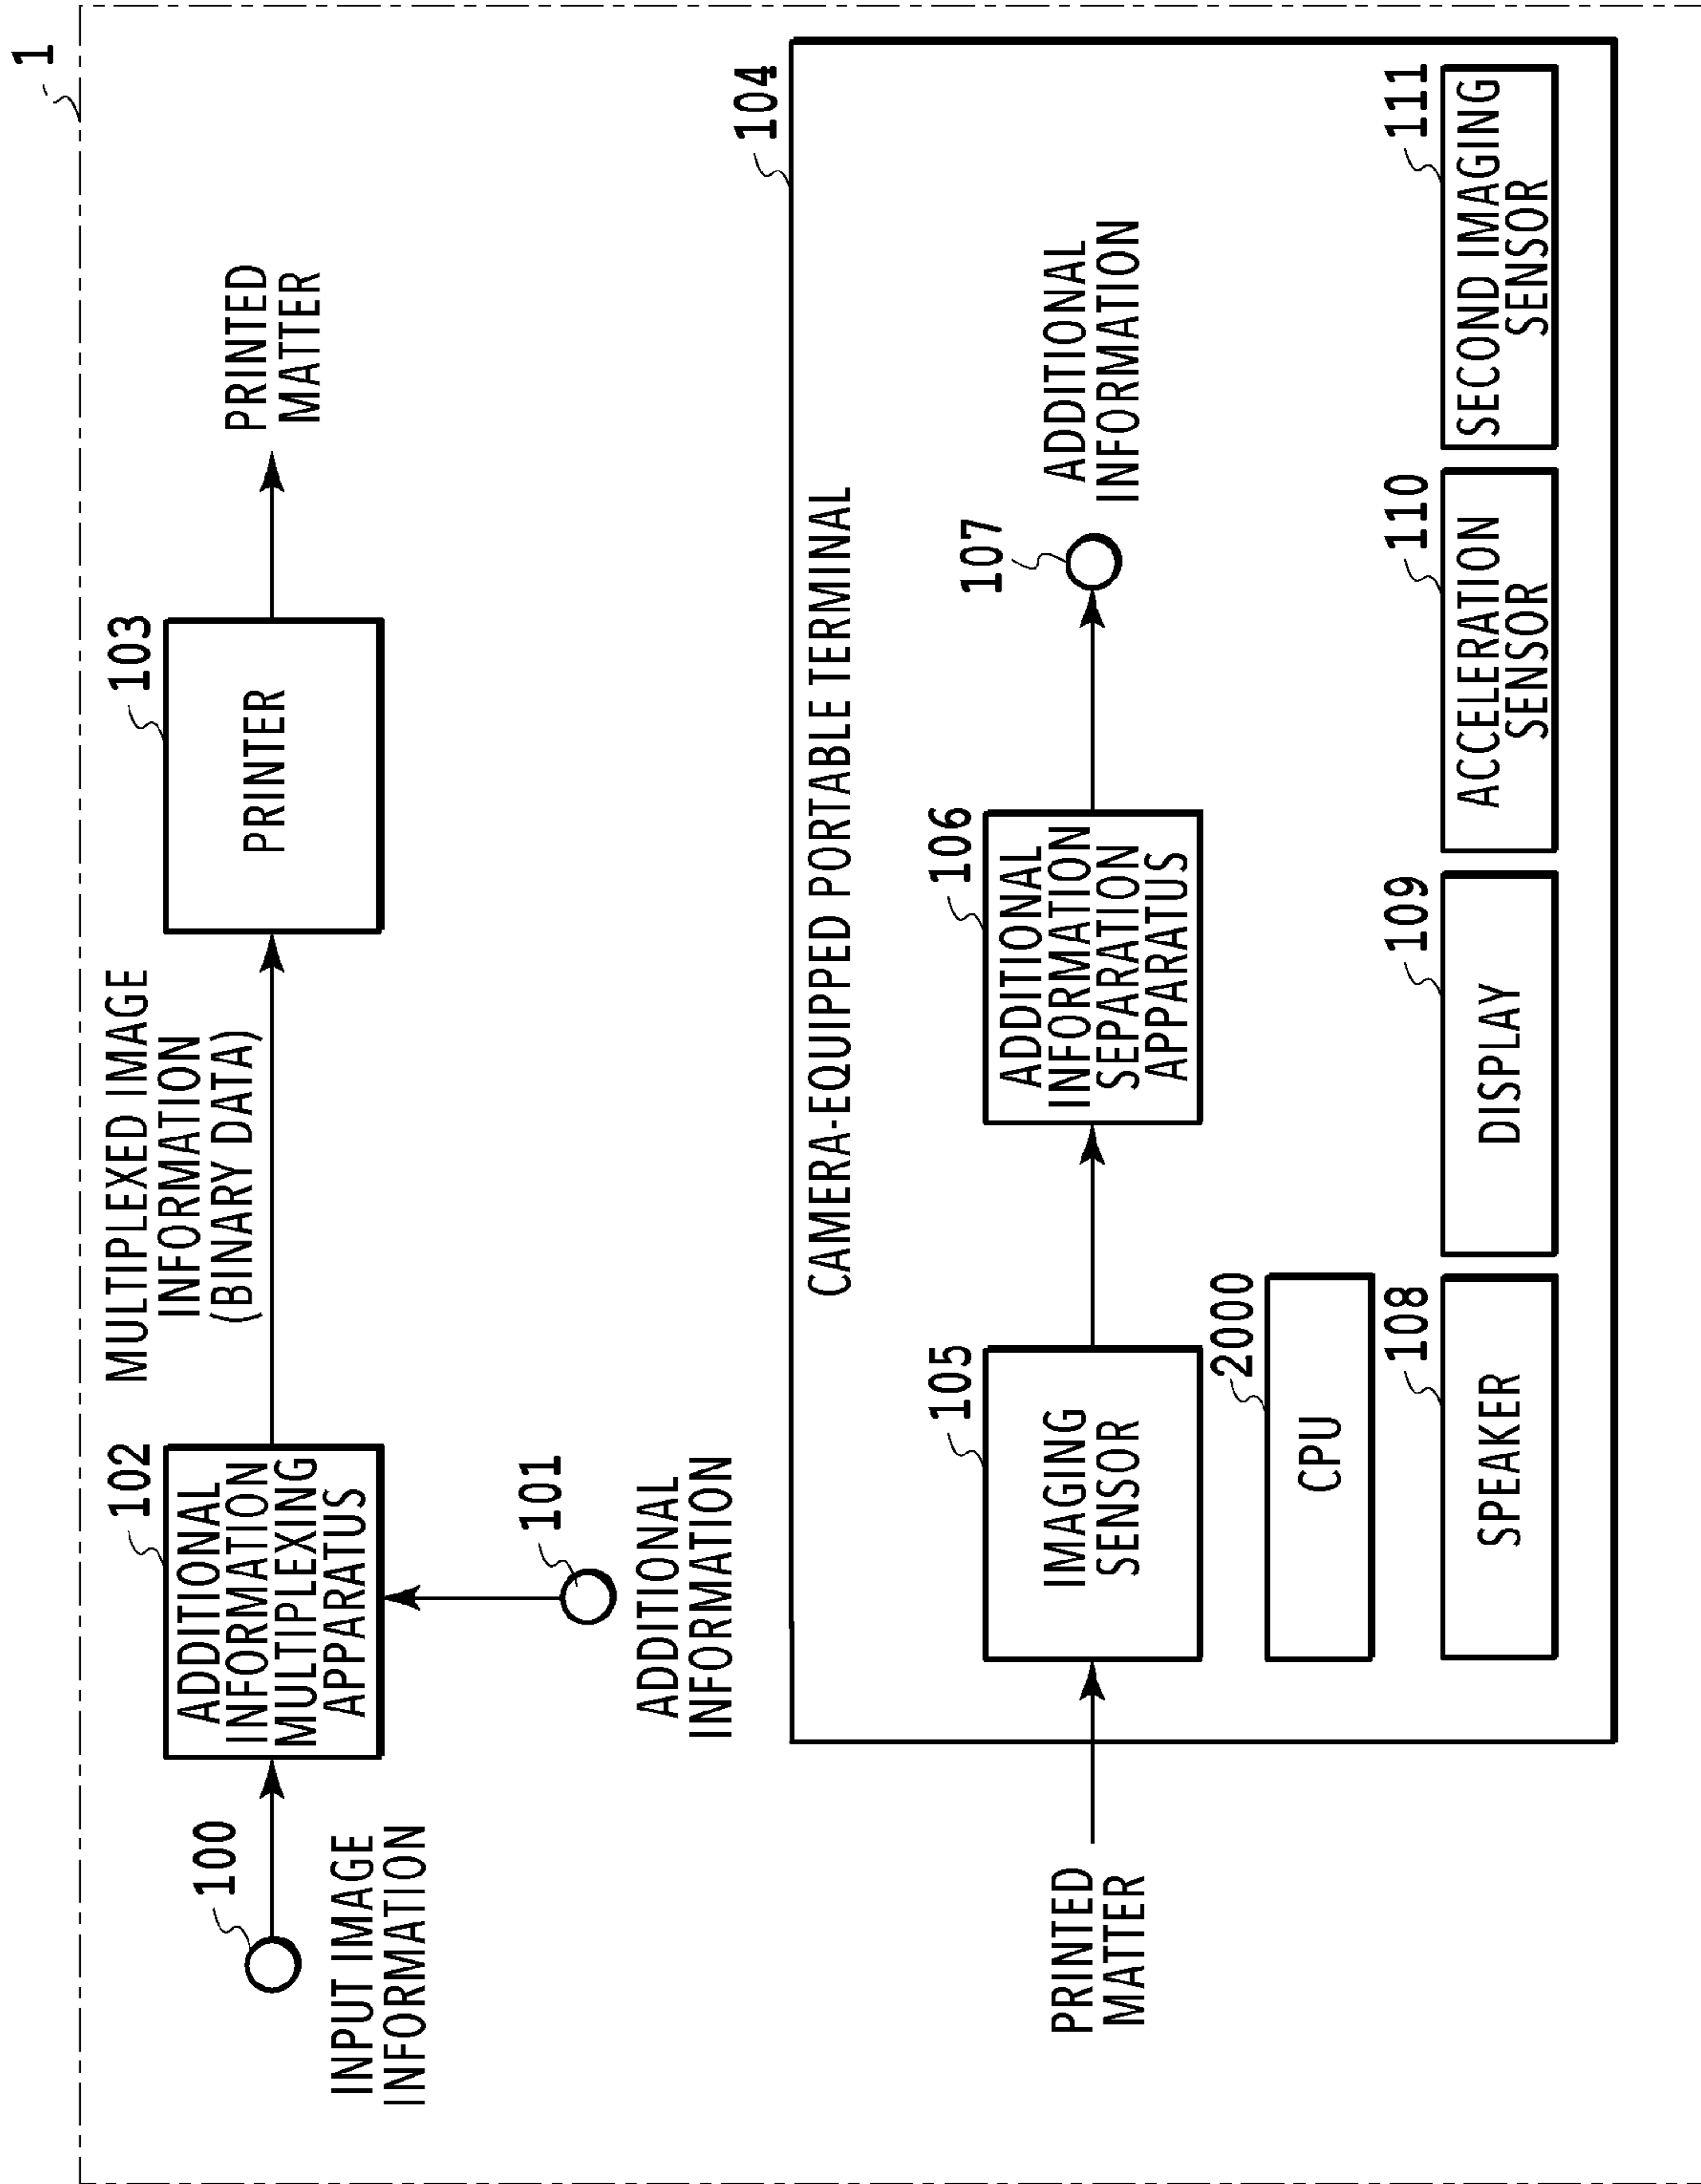 1
100
INPUT IMAGE
INFORMATION
102
ADDITIONAL
INFORMATION
MULTIPLEXING
APPARATUS
101
ADDITIONAL
INFORMATION
MULTIPLEXED IMAGE
INFORMATION
(BINARY DATA)
103
PRINTER
PRINTED
MATTER
104
CAMERA-EQUIPPED PORTABLE TERMINAL
PRINTED
MATTER
105
IMAGING
SENSOR
106
ADDITIONAL
INFORMATION
SEPARATION
APPARATUS
107
ADDITIONAL
INFORMATION
2000
CPU
108
SPEAKER
109
DISPLAY
110
ACCELERATION
SENSOR
111
SECOND IMAGING
SENSOR